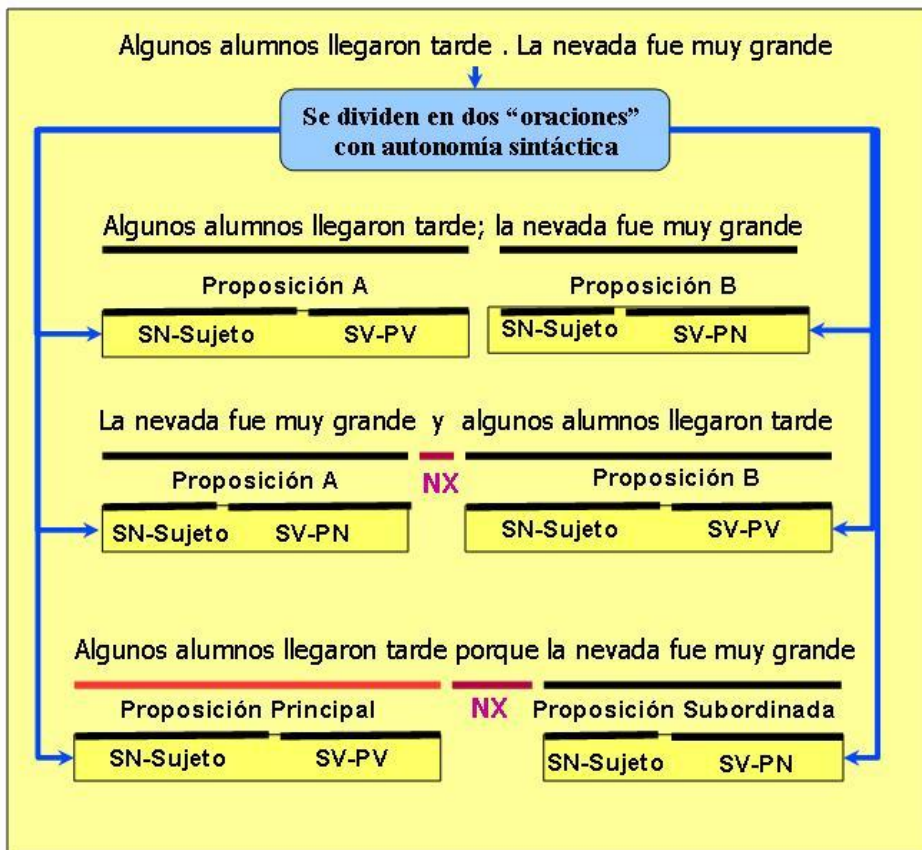 Algunos alumnos llegaron tarde . La nevada fue muy grande
Se dividen en dos “oraciones”
con autonomía sintáctica
Algunos alumnos llegaron tarde; la nevada fue muy grande
Proposición A Proposición B
SN-Sujeto SV-PV SN-Sujeto SV-PN
La nevada fue muy grande y algunos alumnos llegaron tarde
Proposición A NX Proposición B
SN-Sujeto SV-PN SN-Sujeto SV-PV
Algunos alumnos llegaron tarde porque la nevada fue muy grande
Proposición Principal NX Proposición Subordinada
SN-Sujeto SV-PV SN-Sujeto SV-PN